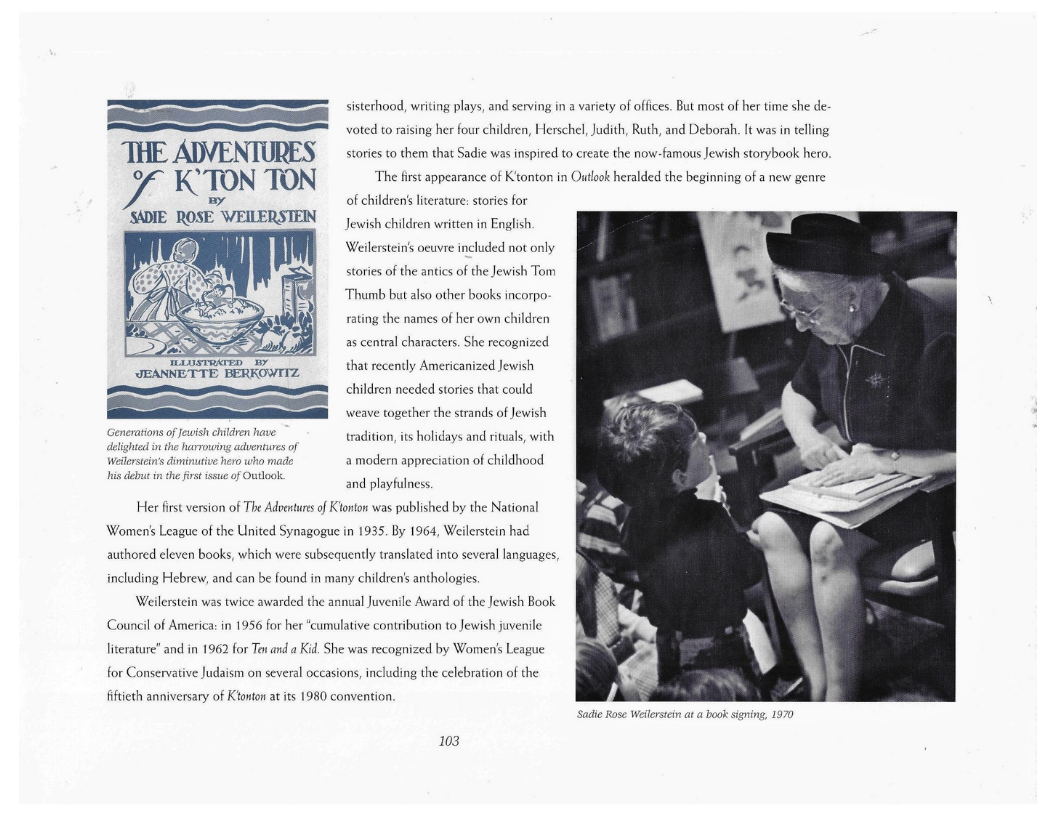 THE ADVENTURES
of K'TON TON
BY
SADIE ROSE WEILERSTEIN
ILLUSTRATED BY
JEANNETTE BERKOWITZ
Generations of Jewish children have
delighted in the harrowing adventures of
Weilerstein's diminutive hero who made
his debut in the first issue of Outlook.
sisterhood, writing plays, and serving in a variety of offices. But most of her time she de-
voted to raising her four children, Herschel, Judith, Ruth, and Deborah. It was in telling
stories to them that Sadie was inspired to create the now-famous Jewish storybook hero.
The first appearance of K'tonton in Outlook heralded the beginning of a new genre
of children's literature: stories for
Jewish children written in English.
Weilerstein's oeuvre included not only
stories of the antics of the Jewish Tom
Thumb but also other books incorpo-
rating the names of her own children
as central characters. She recognized
that recently Americanized Jewish
children needed stories that could
weave together the strands of Jewish
tradition, its holidays and rituals, with
a modern appreciation of childhood
and playfulness.
Her first version of The Adventures of K'tonton was published by the National
Women's League of the United Synagogue in 1935. By 1964, Weilerstein had
authored eleven books, which were subsequently translated into several languages,
including Hebrew, and can be found in many children's anthologies.
Weilerstein was twice awarded the annual Juvenile Award of the Jewish Book
Council of America: in 1956 for her "cumulative contribution to Jewish juvenile
literature" and in 1962 for Ten and a Kid. She was recognized by Women's League
for Conservative Judaism on several occasions, including the celebration of the
fiftieth anniversary of K'tonton at its 1980 convention.
Sadie Rose Weilerstein at a book signing, 1970
103